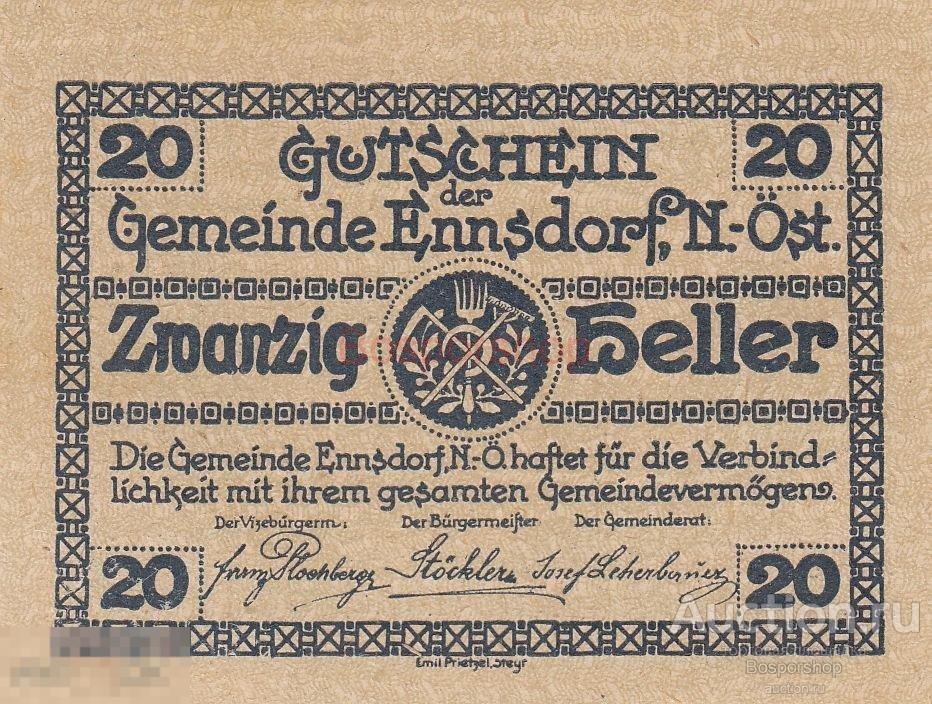 20 GUTSCHEIN 20
der
Gemeinde Ennsdorf, N.-Öst.
Zwanzig Heller
Die Gemeinde Ennsdorf, N.-Ö. haftet für die Verbind=
lichkeit mit ihrem gesamten Gemeindevermögen.
Der Vizebürgerm.: Der Bürgermeister Der Gemeinderat:
20 Stöckler Josef Leherbauer 20
Emil Prietzel, Steyr
Auction.ru
Bosporshop
auction.ru